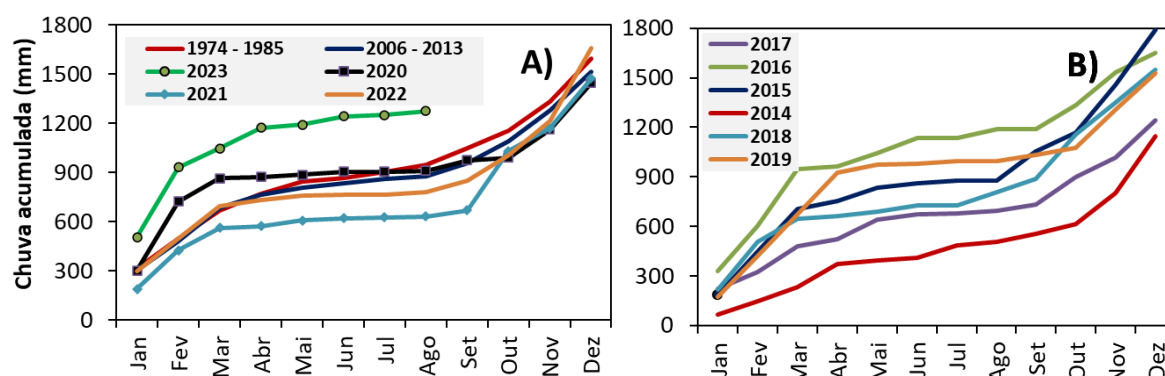 Chuva acumulada (mm)
1800
1500
1200
900
600
300
0
1974 - 1985
2006 - 2013
2023
2020
2021
2022
A)
Jan
Fev
Mar
Abr
Mai
Jun
Jul
Ago
Set
Out
Nov
Dez
1800
1500
1200
900
600
300
0
2017
2016
2015
2014
2018
2019
B)
Jan
Fev
Mar
Abr
Mai
Jun
Jul
Ago
Set
Out
Nov
Dez